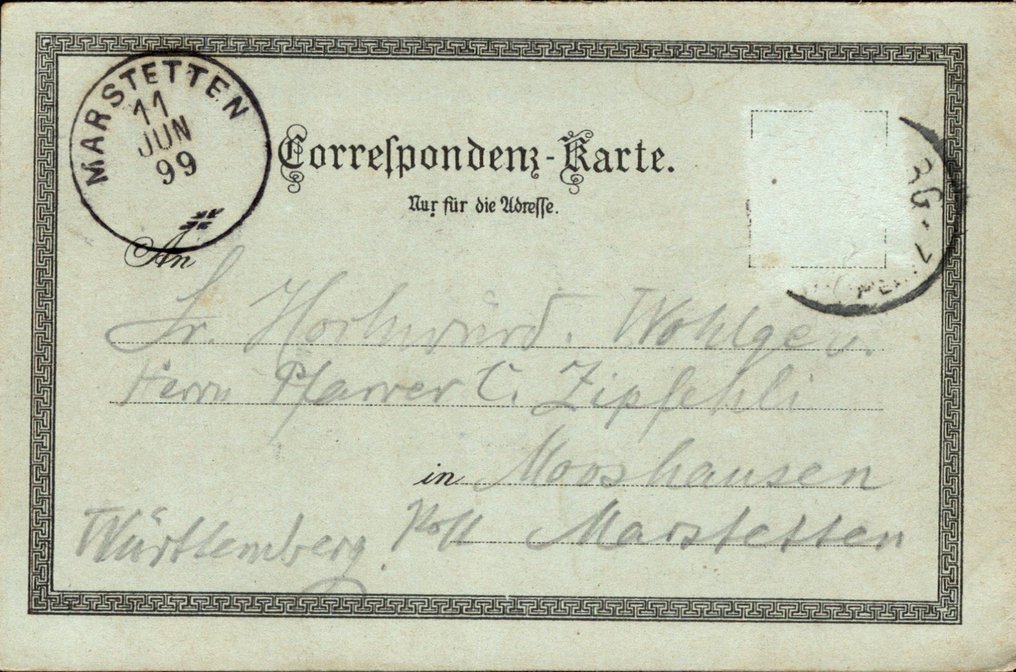 MARSTETTEN
11
JUN
99
Correſpondenz-Karte.
Nur für die Adreſſe.
An
Sr. Hochwürd. Wohlgeb.
Herrn Pfarrer C. Zipfehli
in Mooshausen
Württemberg. Post Marstetten